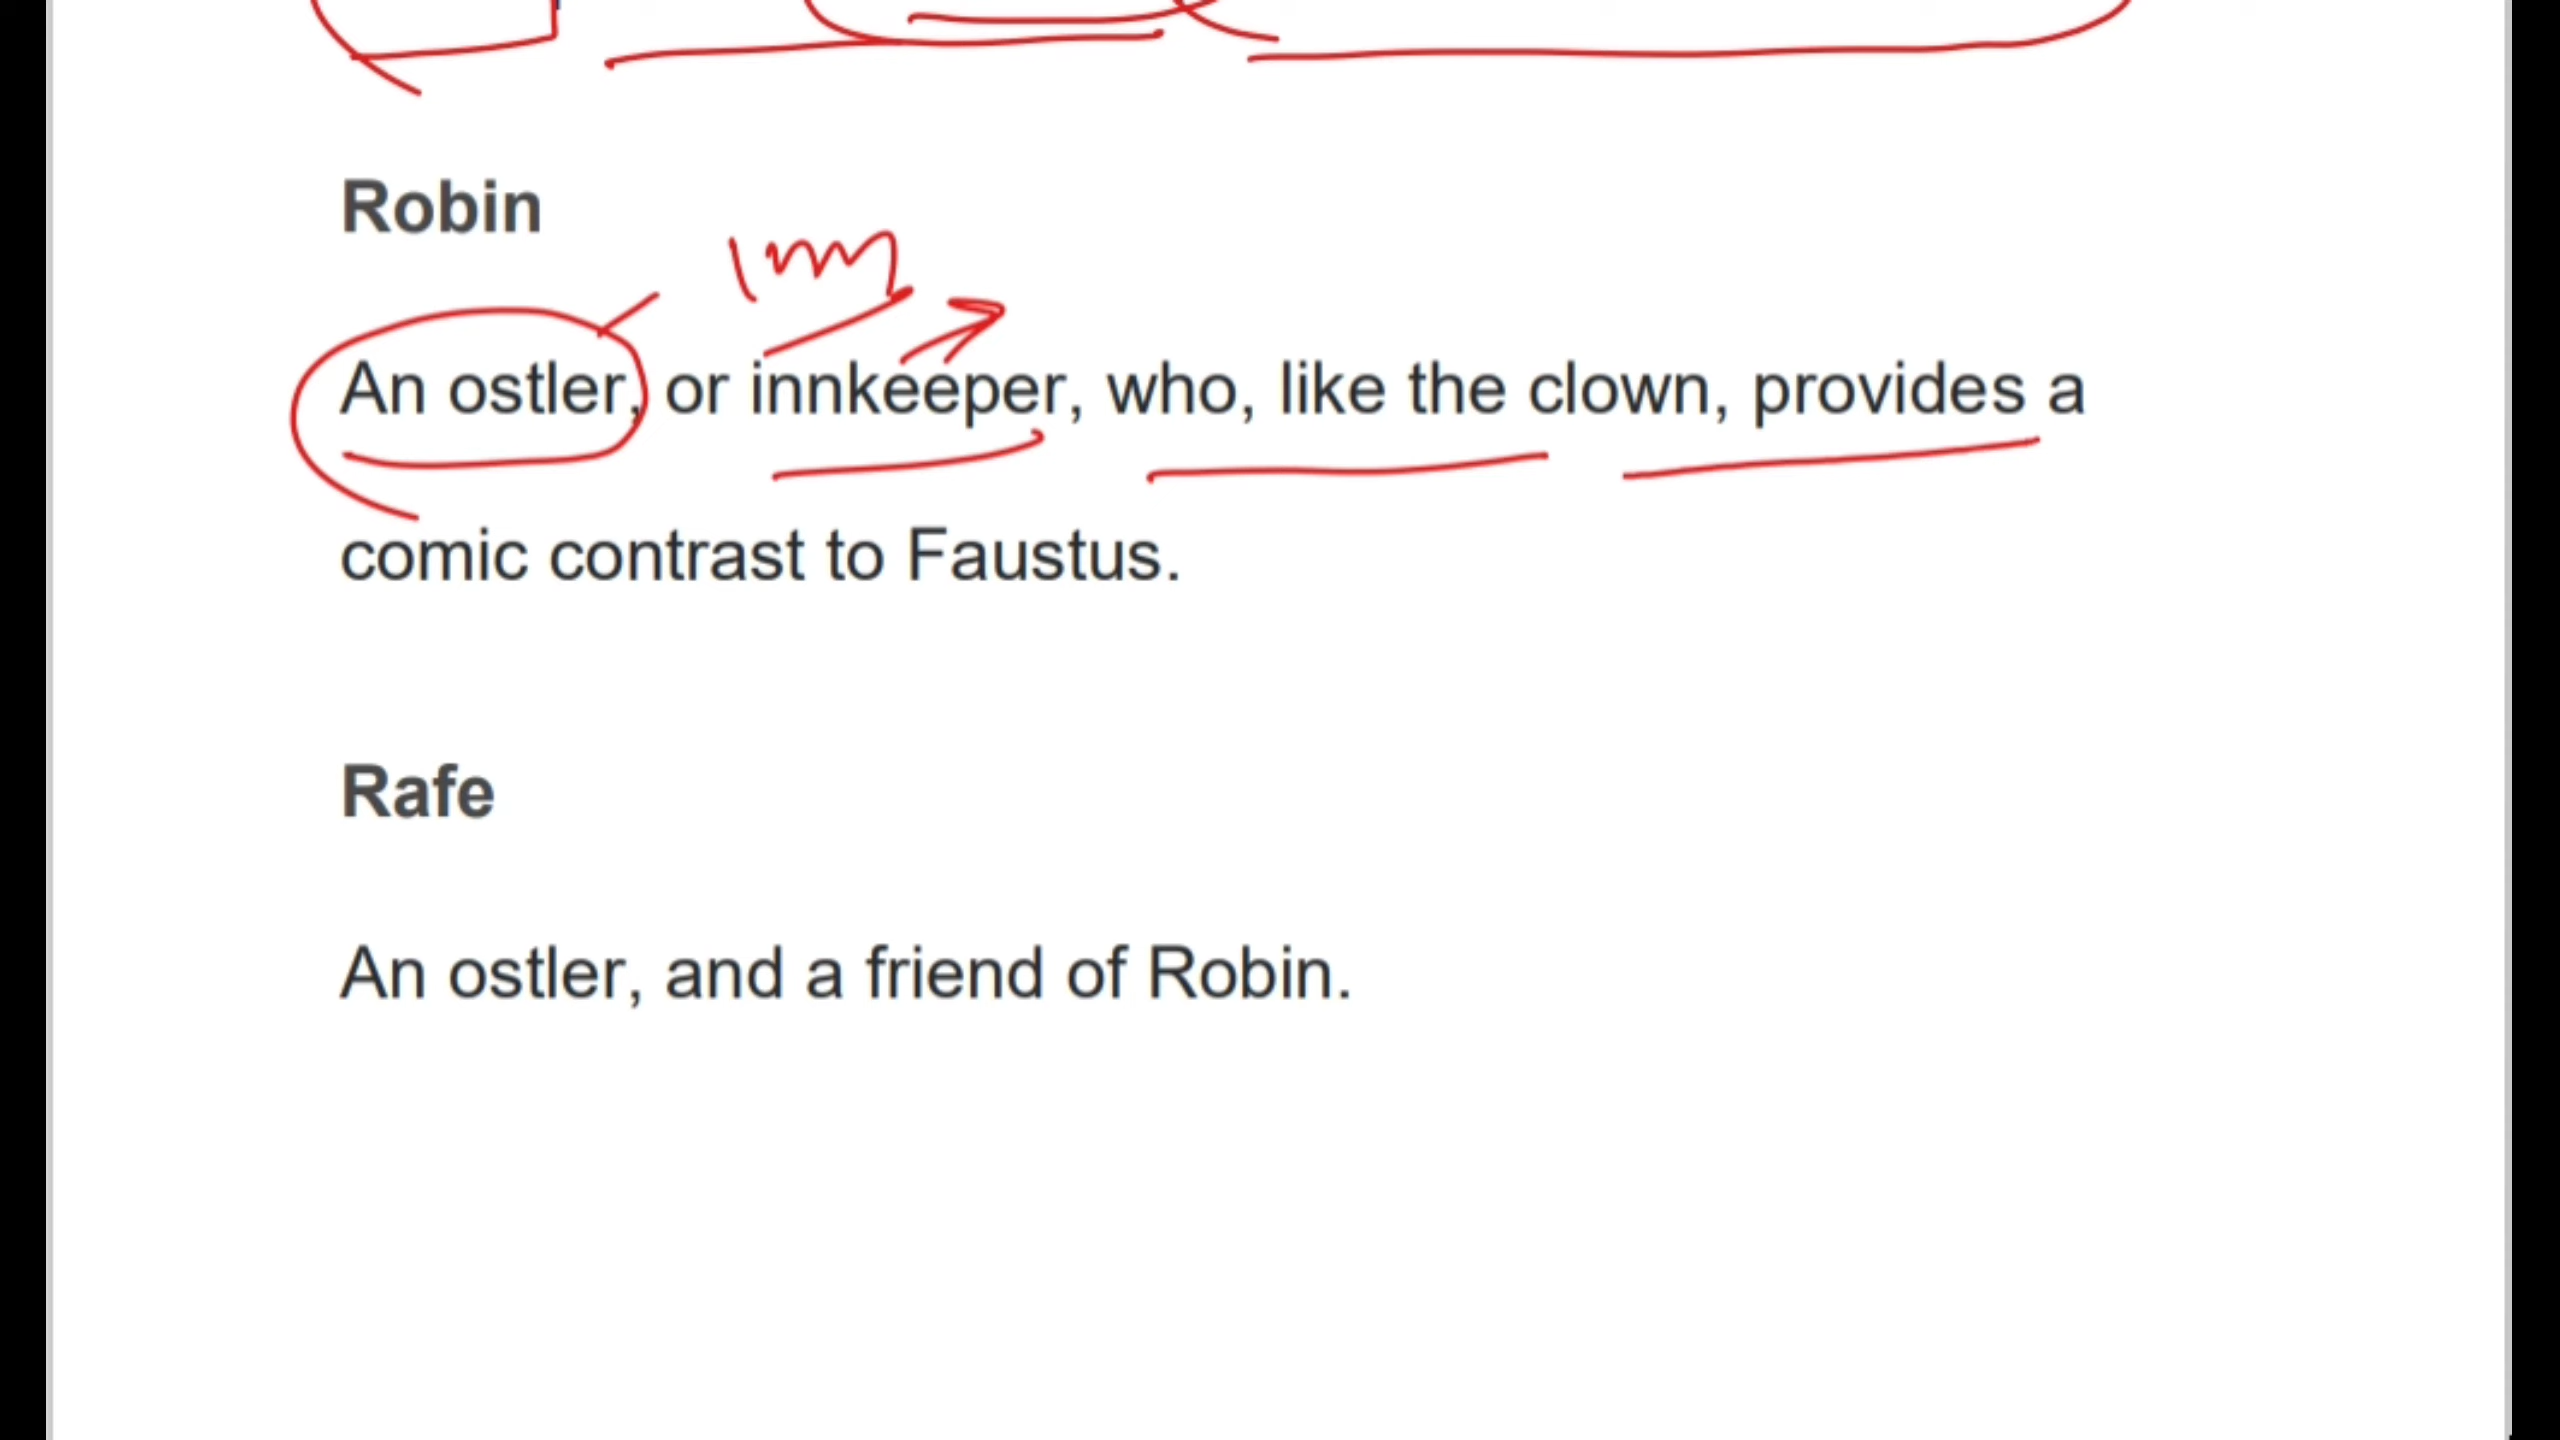 Robin
An ostler, or innkeeper, who, like the clown, provides a
comic contrast to Faustus.
Rafe
An ostler, and a friend of Robin.